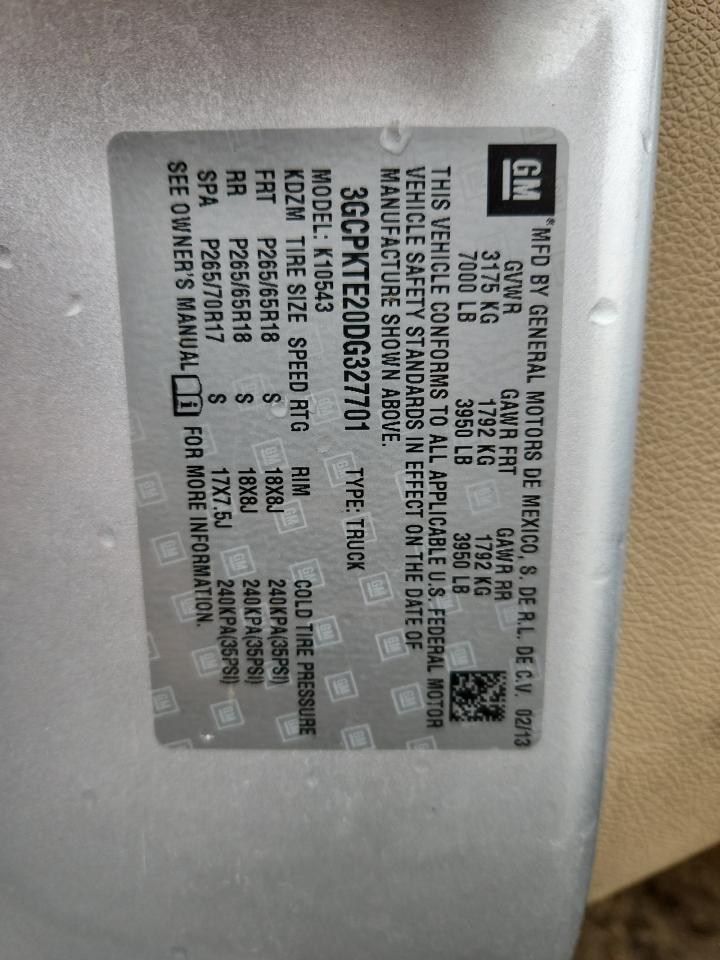 GM
MFD BY GENERAL MOTORS DE MEXICO, S. DE R.L. DE C.V. 02/13
GVWR GAWR FRT GAWR RR
3175 KG 1792 KG 1792 KG
7000 LB 3950 LB 3950 LB
THIS VEHICLE CONFORMS TO ALL APPLICABLE U.S. FEDERAL MOTOR
VEHICLE SAFETY STANDARDS IN EFFECT ON THE DATE OF
MANUFACTURE SHOWN ABOVE.
3GCPKTE20DG327701 TYPE: TRUCK
MODEL: K10543
KDZM TIRE SIZE SPEED RTG RIM COLD TIRE PRESSURE
FRT P265/65R18 S 18X8J 240KPA(35PSI)
RR P265/65R18 S 18X8J 240KPA(35PSI)
SPA P265/70R17 S 17X7.5J 240KPA(35PSI)
SEE OWNER'S MANUAL i FOR MORE INFORMATION.